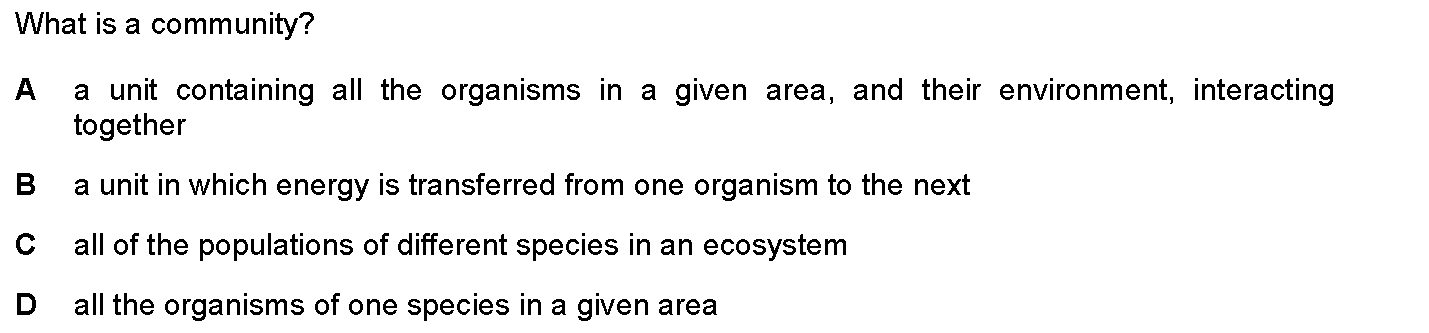 What is a community?
A a unit containing all the organisms in a given area, and their environment, interacting
together
B a unit in which energy is transferred from one organism to the next
C all of the populations of different species in an ecosystem
D all the organisms of one species in a given area